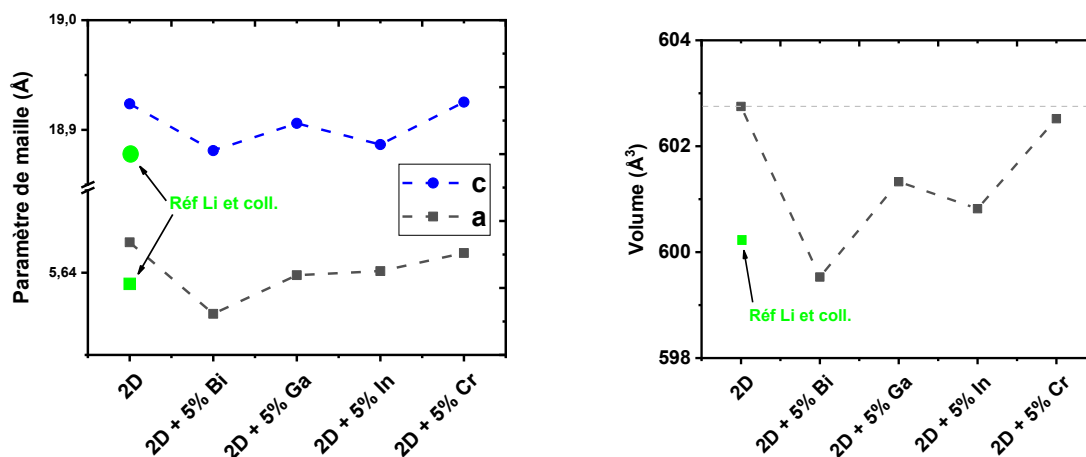 19,0
18,9
5,64
Paramètre de maille (Å)
Réf Li et coll.
c
a
2D
2D + 5% Bi
2D + 5% Ga
2D + 5% In
2D + 5% Cr
604
602
600
598
Volume (Å³)
Réf Li et coll.
2D
2D + 5% Bi
2D + 5% Ga
2D + 5% In
2D + 5% Cr